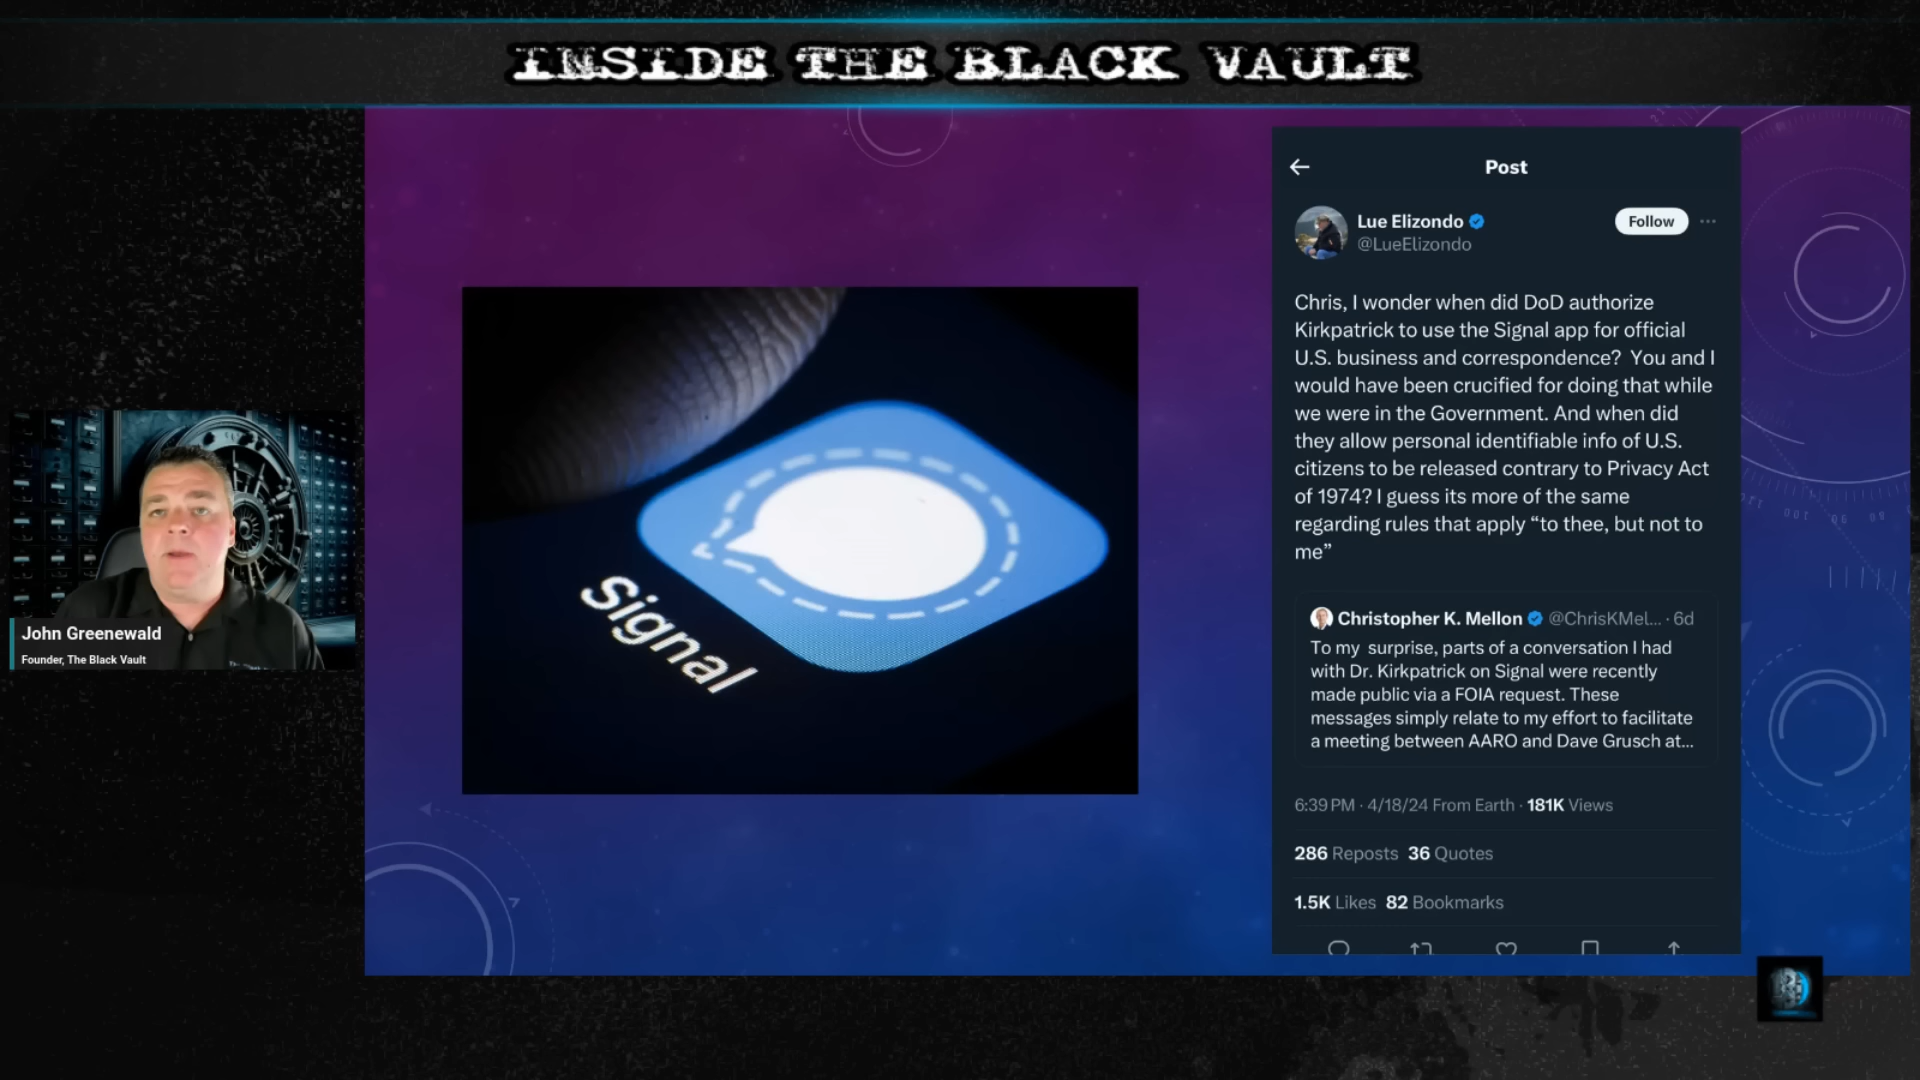 INSIDE THE BLACK VAULT
John Greenewald
Founder, The Black Vault
Signal
Post
Lue Elizondo
@LueElizondo
Follow
Chris, I wonder when did DoD authorize
Kirkpatrick to use the Signal app for official
U.S. business and correspondence?  You and I
would have been crucified for doing that while
we were in the Government. And when did
they allow personal identifiable info of U.S.
citizens to be released contrary to Privacy Act
of 1974? I guess its more of the same
regarding rules that apply “to thee, but not to
me”
Christopher K. Mellon @ChrisKMel... · 6d
To my  surprise, parts of a conversation I had
with Dr. Kirkpatrick on Signal were recently
made public via a FOIA request. These
messages simply relate to my effort to facilitate
a meeting between AARO and Dave Grusch at...
6:39 PM · 4/18/24 From Earth · 181K Views
286 Reposts 36 Quotes
1.5K Likes 82 Bookmarks